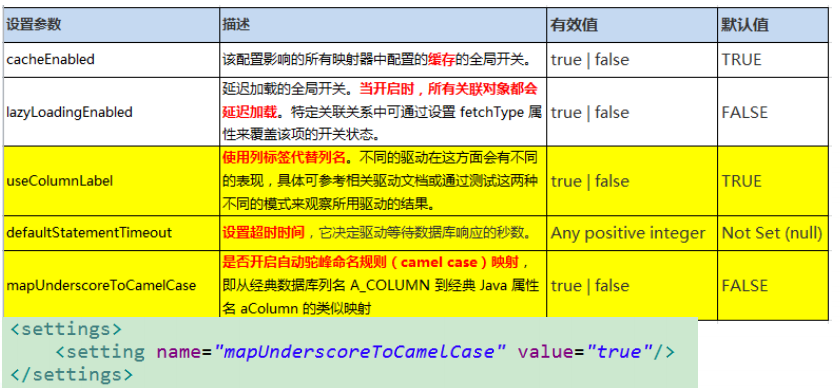 设置参数 描述 有效值 默认值
cacheEnabled 该配置影响的所有映射器中配置的缓存的全局开关。 true | false TRUE
延迟加载的全局开关。当开启时，所有关联对象都会
lazyLoadingEnabled 延迟加载。特定关联关系中可通过设置 fetchType 属 true | false FALSE
性来覆盖该项的开关状态。
使用列标签代替列名。不同的驱动在这方面会有不同
useColumnLabel 的表现，具体可参考相关驱动文档或通过测试这两种 true | false TRUE
不同的模式来观察所用驱动的结果。
defaultStatementTimeout 设置超时时间，它决定驱动等待数据库响应的秒数。 Any positive integer Not Set (null)
是否开启自动驼峰命名规则（camel case）映射，
mapUnderscoreToCamelCase 即从经典数据库列名 A_COLUMN 到经典 Java 属性 true | false FALSE
名 aColumn 的类似映射
<settings>
<setting name="mapUnderscoreToCamelCase" value="true"/>
</settings>